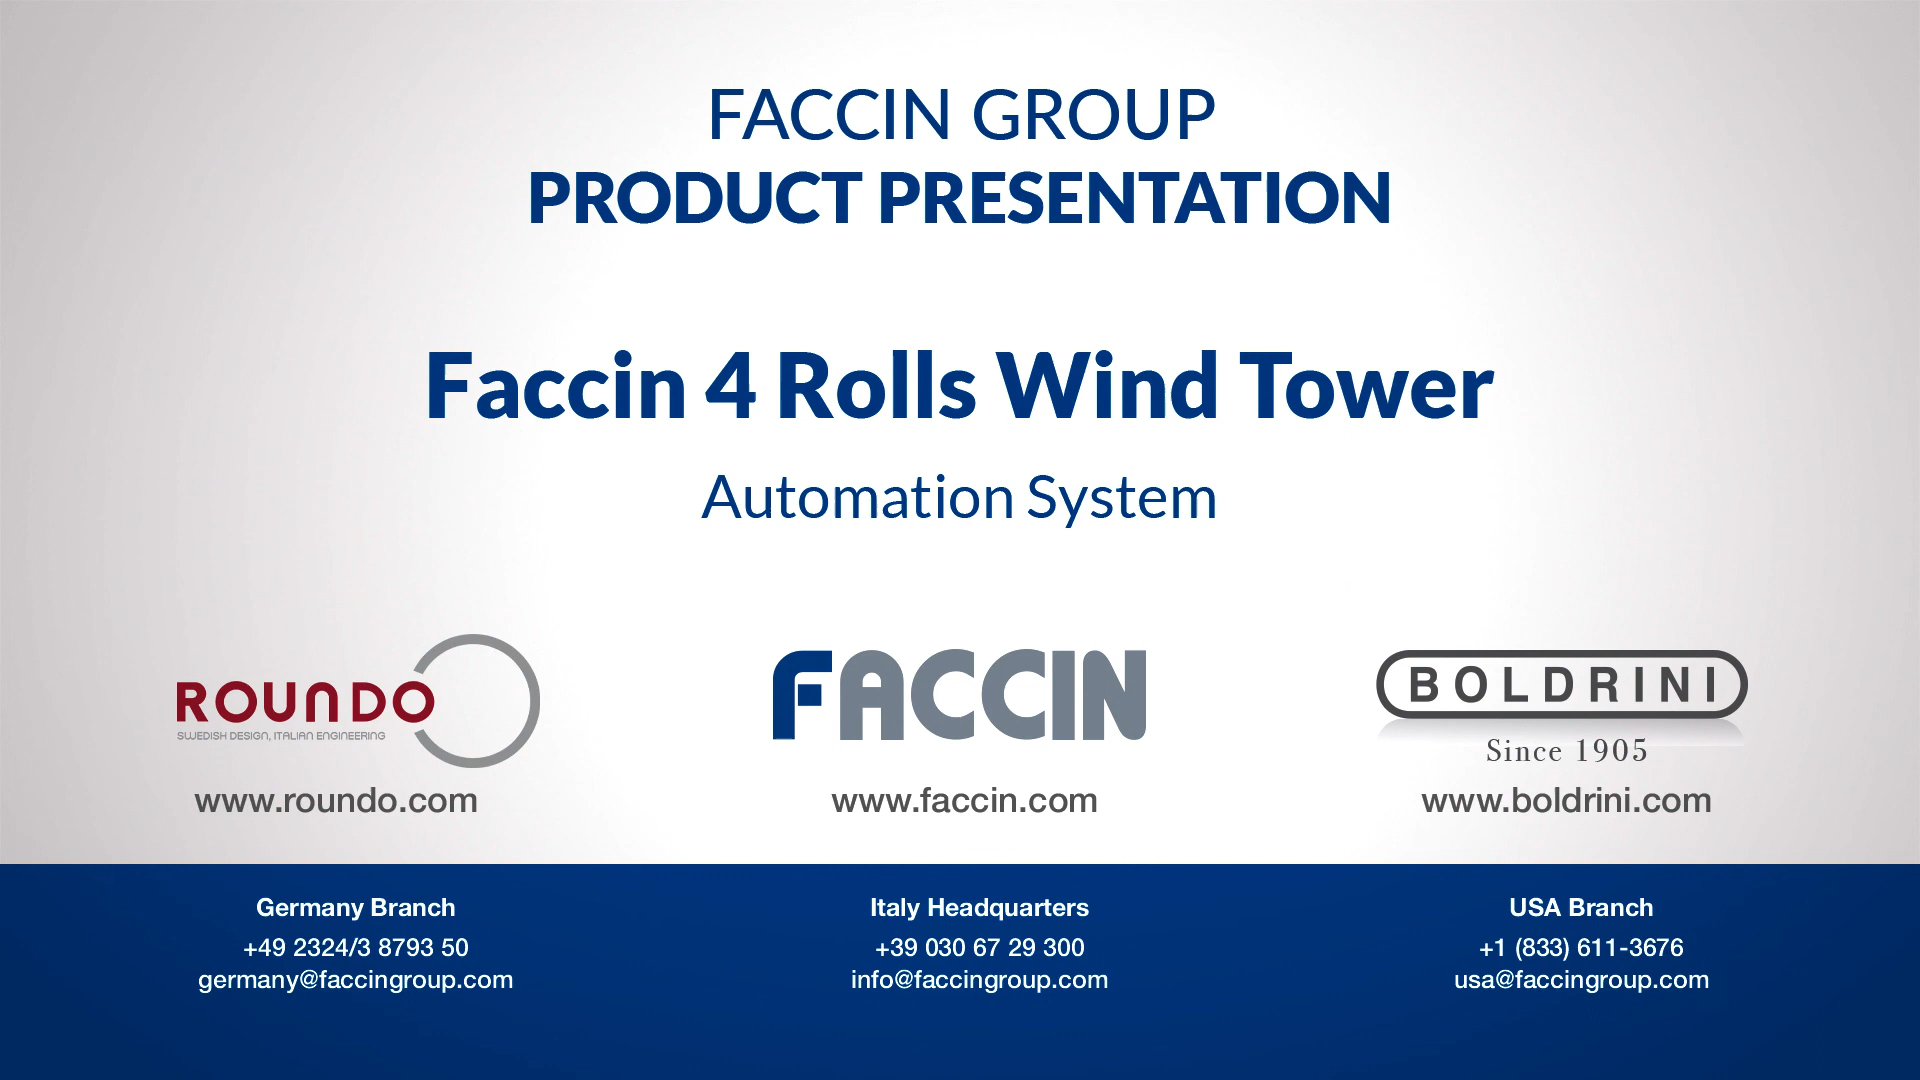 FACCIN GROUP
PRODUCT PRESENTATION
Faccin 4 Rolls Wind Tower
Automation System
ROUNDO
SWEDISH DESIGN, ITALIAN ENGINEERING
www.roundo.com
FACCIN
www.faccin.com
BOLDRINI
Since 1905
www.boldrini.com
Germany Branch
+49 2324/3 8793 50
germany@faccingroup.com
Italy Headquarters
+39 030 67 29 300
info@faccingroup.com
USA Branch
+1 (833) 611-3676
usa@faccingroup.com